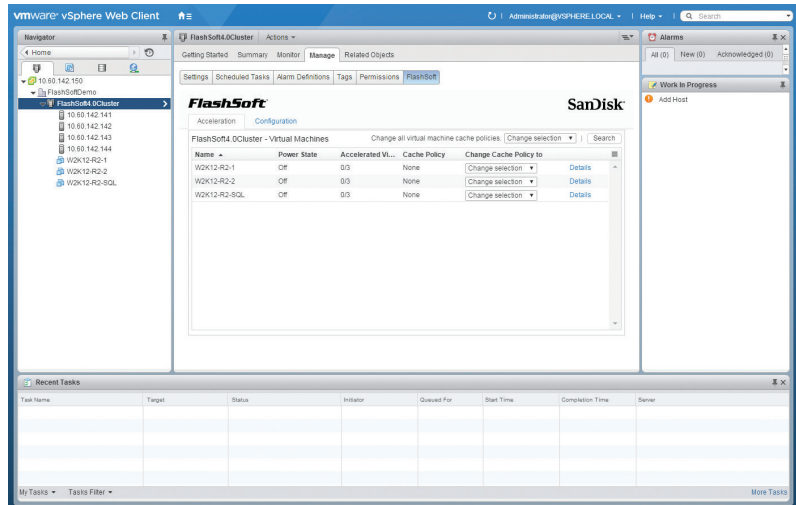 vmware® vSphere Web Client
Administrator@VSPHERE.LOCAL | Help | Search
Navigator
Home
10.60.142.150
FlashSoftDemo
FlashSoft4.0Cluster
10.60.142.141
10.60.142.142
10.60.142.143
10.60.142.144
W2K12-R2-1
W2K12-R2-2
W2K12-R2-SQL
FlashSoft4.0Cluster Actions
Getting Started Summary Monitor Manage Related Objects
Settings Scheduled Tasks Alarm Definitions Tags Permissions FlashSoft
FlashSoft SanDisk
Acceleration Configuration
FlashSoft4.0Cluster - Virtual Machines Change all virtual machine cache policies: Change selection | Search
Name Power State Accelerated Vi... Cache Policy Change Cache Policy to
W2K12-R2-1 Off 0/3 None Change selection Details
W2K12-R2-2 Off 0/3 None Change selection Details
W2K12-R2-SQL Off 0/3 None Change selection Details
Alarms
All (0) New (0) Acknowledged (0)
Work In Progress
Add Host
Recent Tasks
Task Name Target Status Initiator Queued For Start Time Completion Time Server
My Tasks Tasks Filter More Tasks